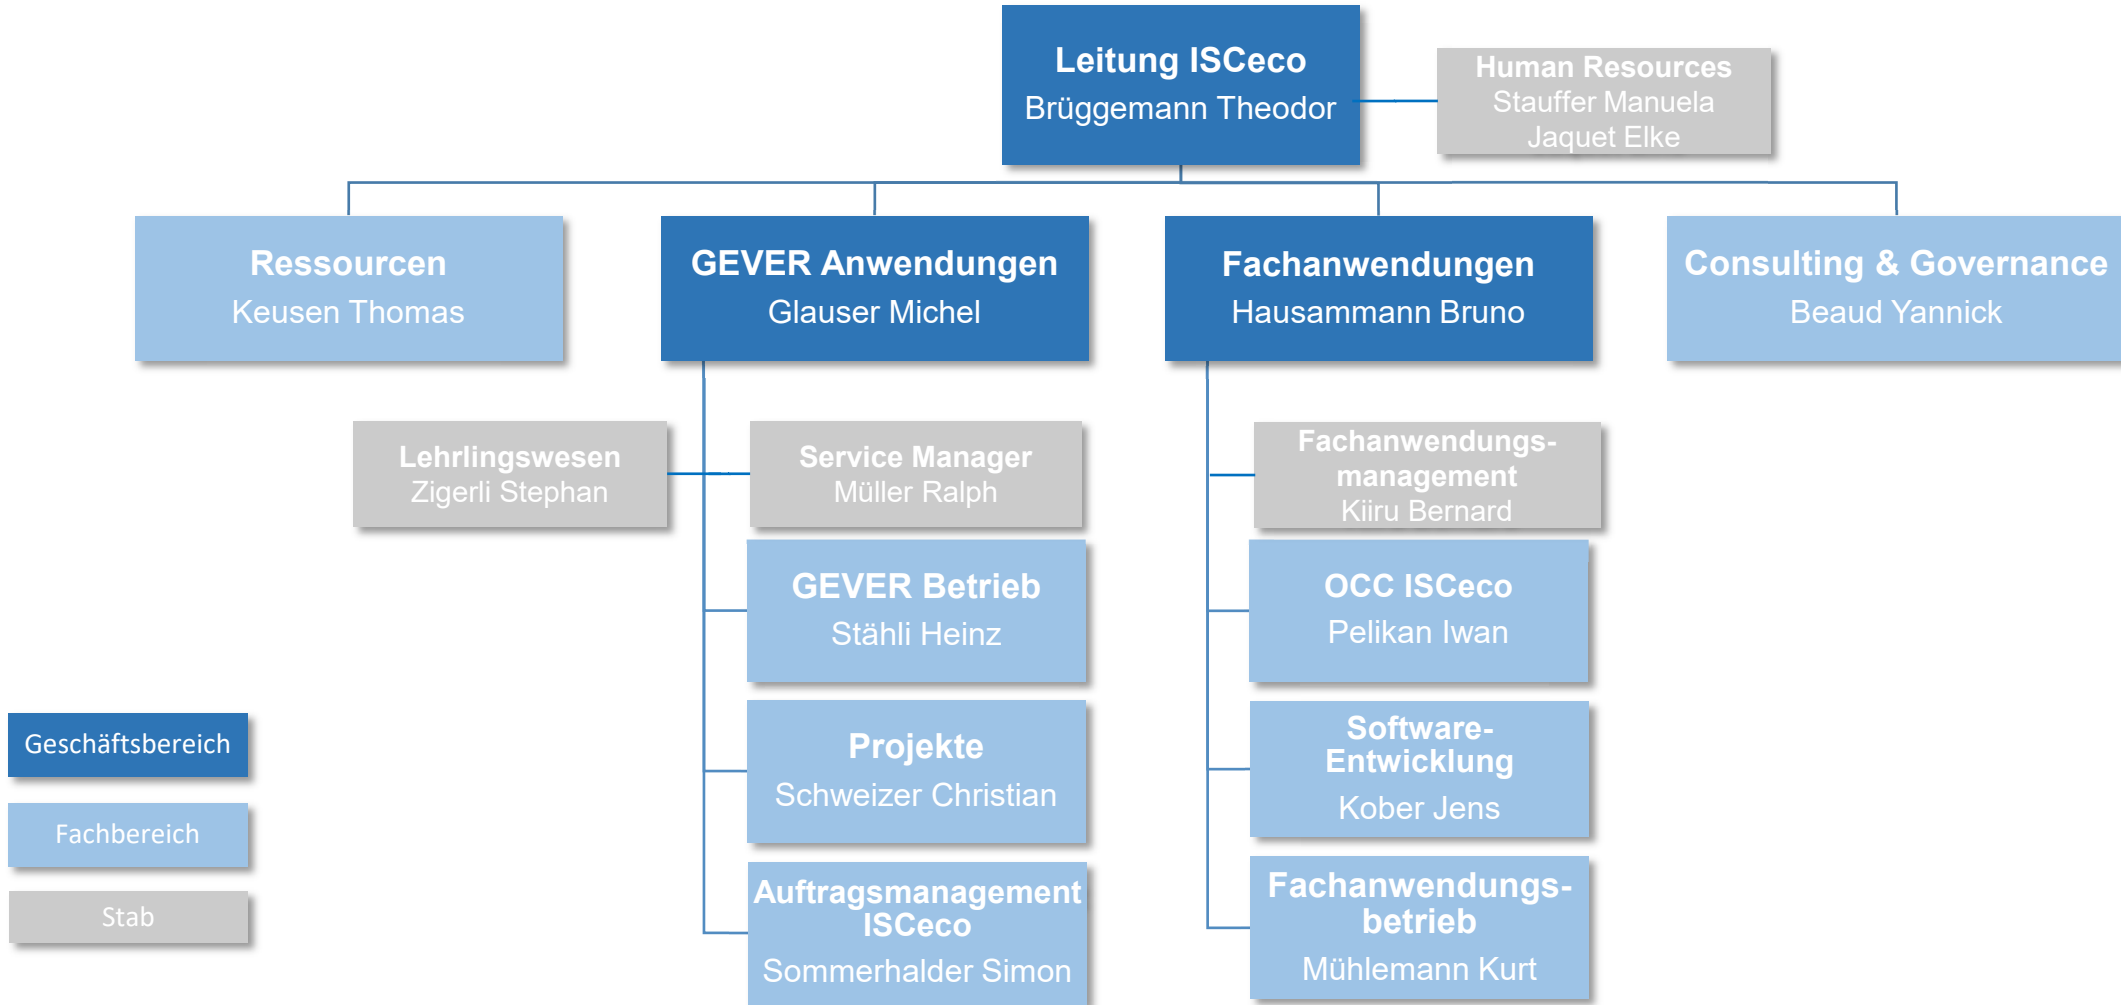 Leitung ISCeco
Brüggemann Theodor
Human Resources
Stauffer Manuela
Jaquet Elke
Ressourcen
Keusen Thomas
GEVER Anwendungen
Glauser Michel
Fachanwendungen
Hausammann Bruno
Consulting & Governance
Beaud Yannick
Lehrlingswesen
Zigerli Stephan
Service Manager
Müller Ralph
Fachanwendungs-
management
Kiiru Bernard
GEVER Betrieb
Stähli Heinz
OCC ISCeco
Pelikan Iwan
Projekte
Schweizer Christian
Software-
Entwicklung
Kober Jens
Auftragsmanagement
ISCeco
Sommerhalder Simon
Fachanwendungs-
betrieb
Mühlemann Kurt
Geschäftsbereich
Fachbereich
Stab